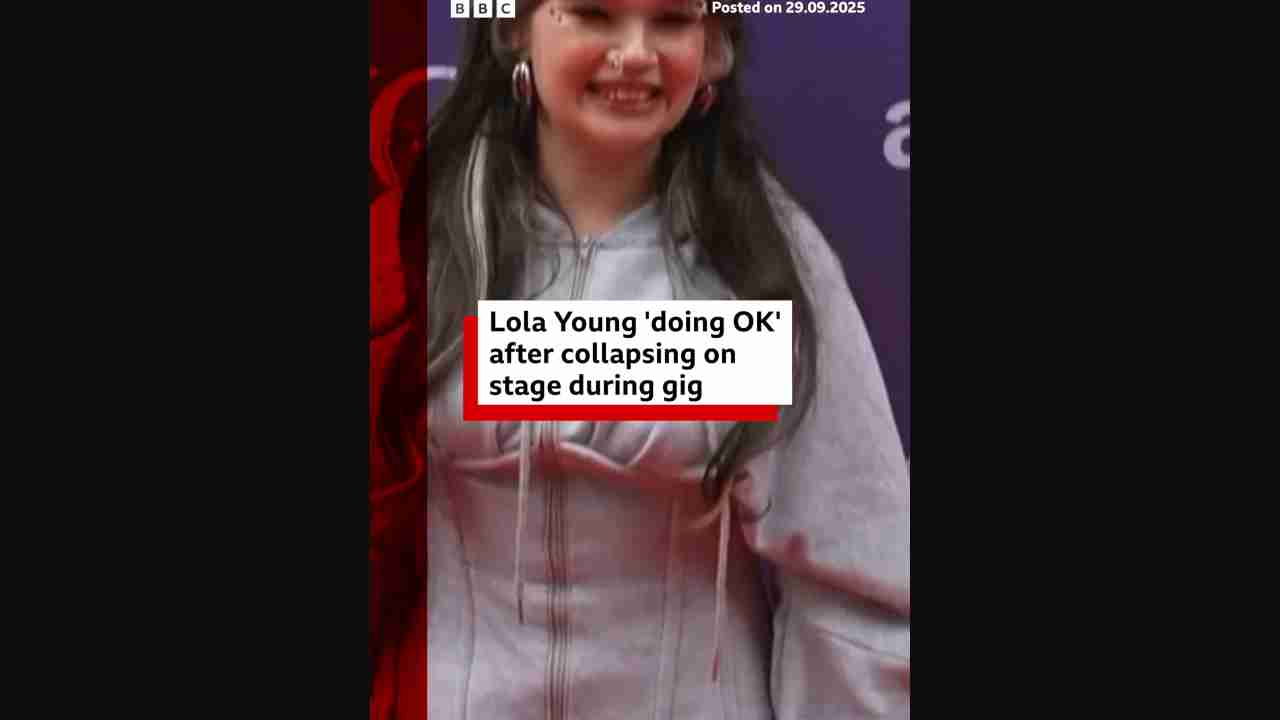 BBC
Posted on 29.09.2025
a
Lola Young 'doing OK'
after collapsing on
stage during gig